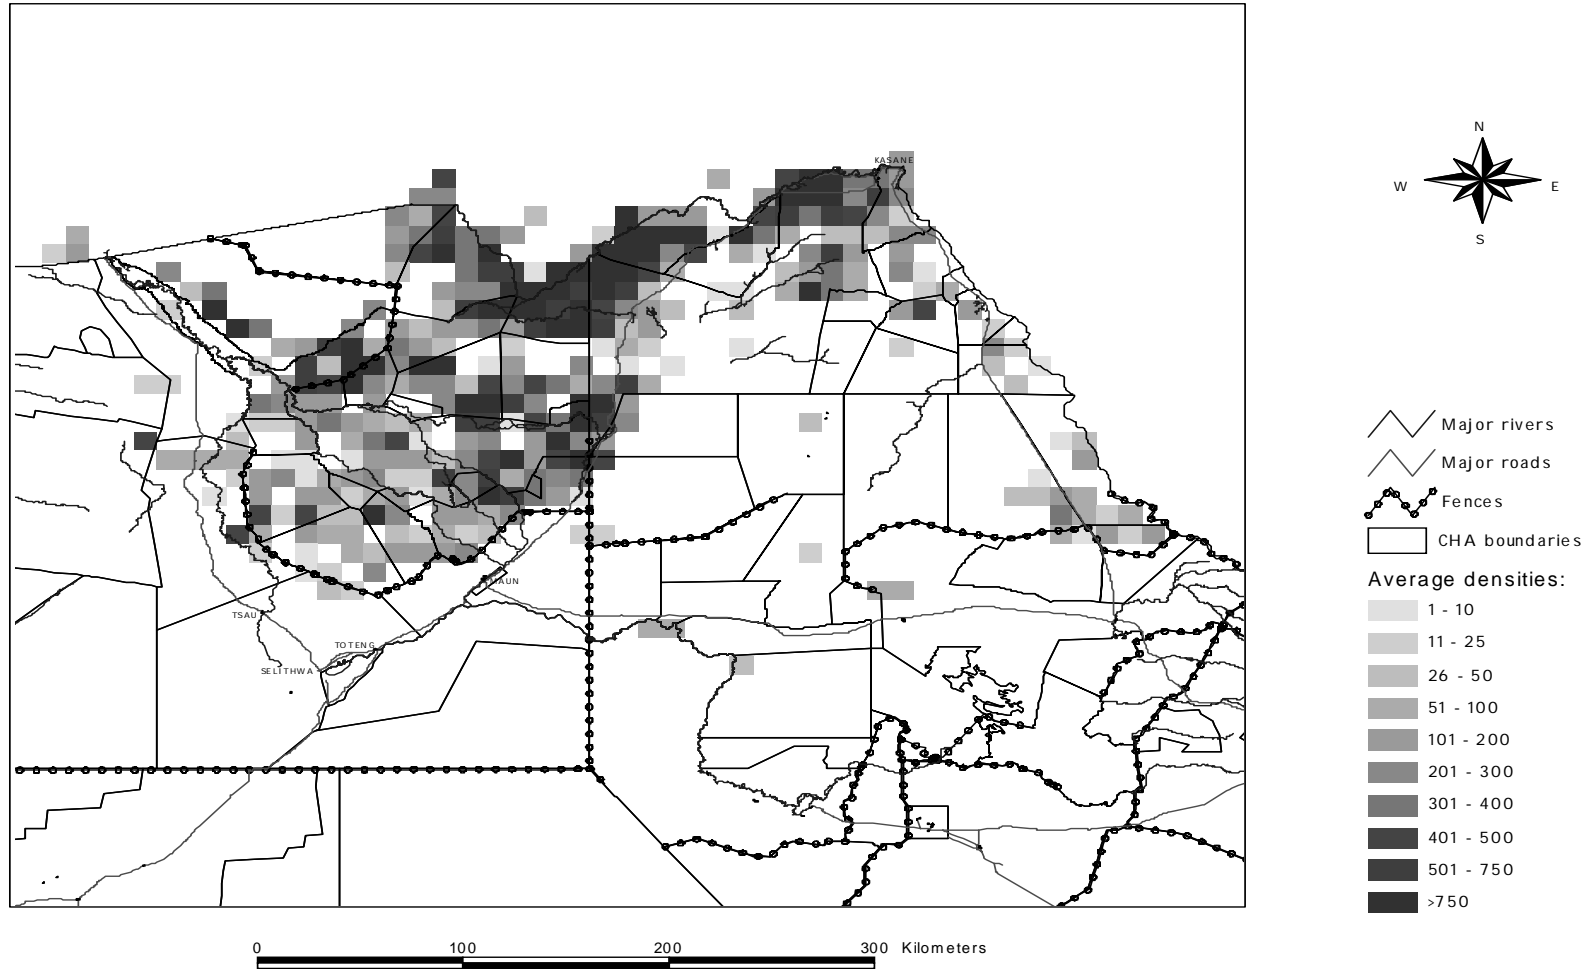 KASANE
MAUN
TSAU
TOTENG
SELITHWA
N
W E
S
Major rivers
Major roads
Fences
CHA boundaries
Average densities:
1 - 10
11 - 25
26 - 50
51 - 100
101 - 200
201 - 300
301 - 400
401 - 500
501 - 750
>750
0 100 200 300 Kilometers